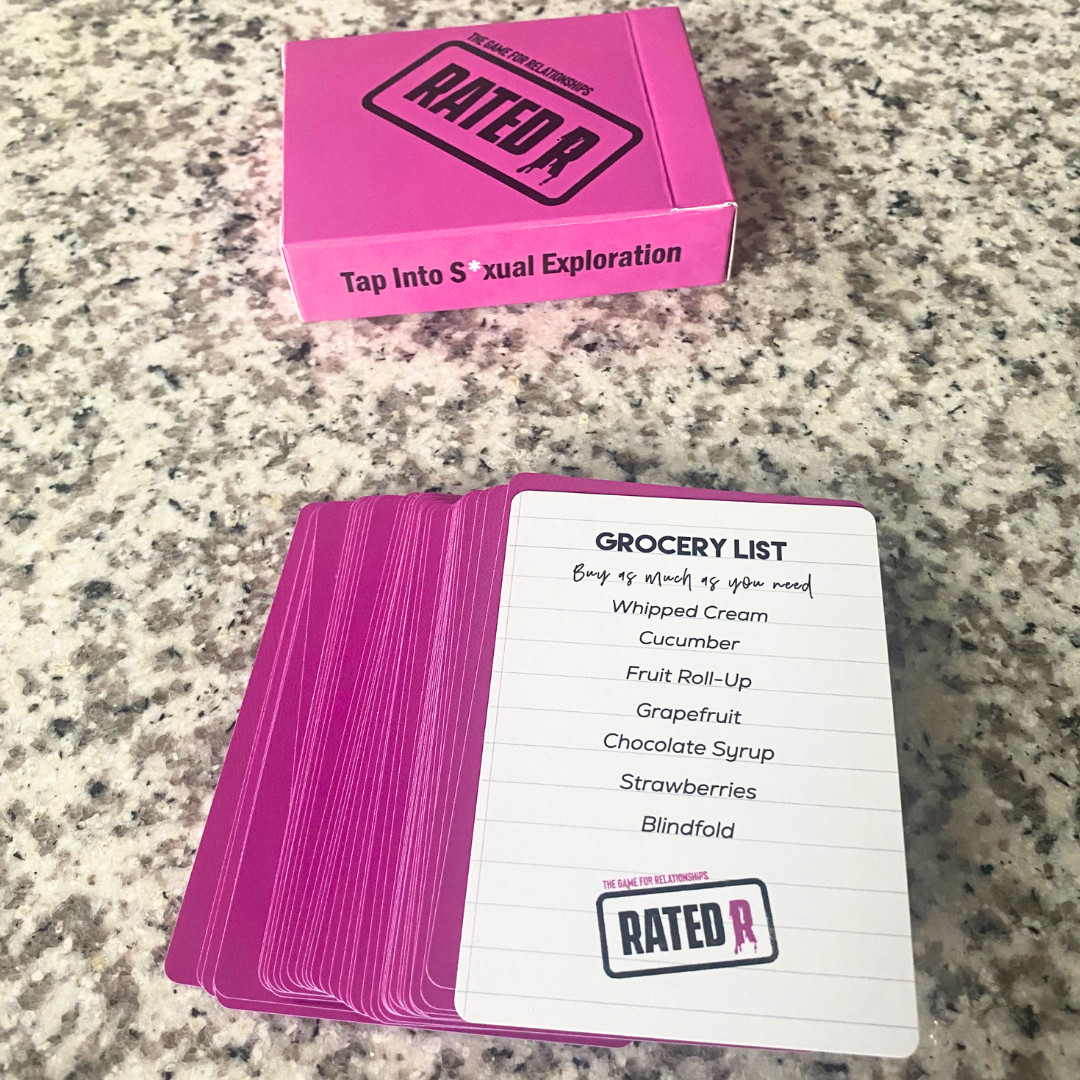 THE GAME FOR RELATIONSHIPS
RATED R
Tap Into S*xual Exploration
GROCERY LIST
Buy as much as you need
Whipped Cream
Cucumber
Fruit Roll-Up
Grapefruit
Chocolate Syrup
Strawberries
Blindfold
THE GAME FOR RELATIONSHIPS
RATED R